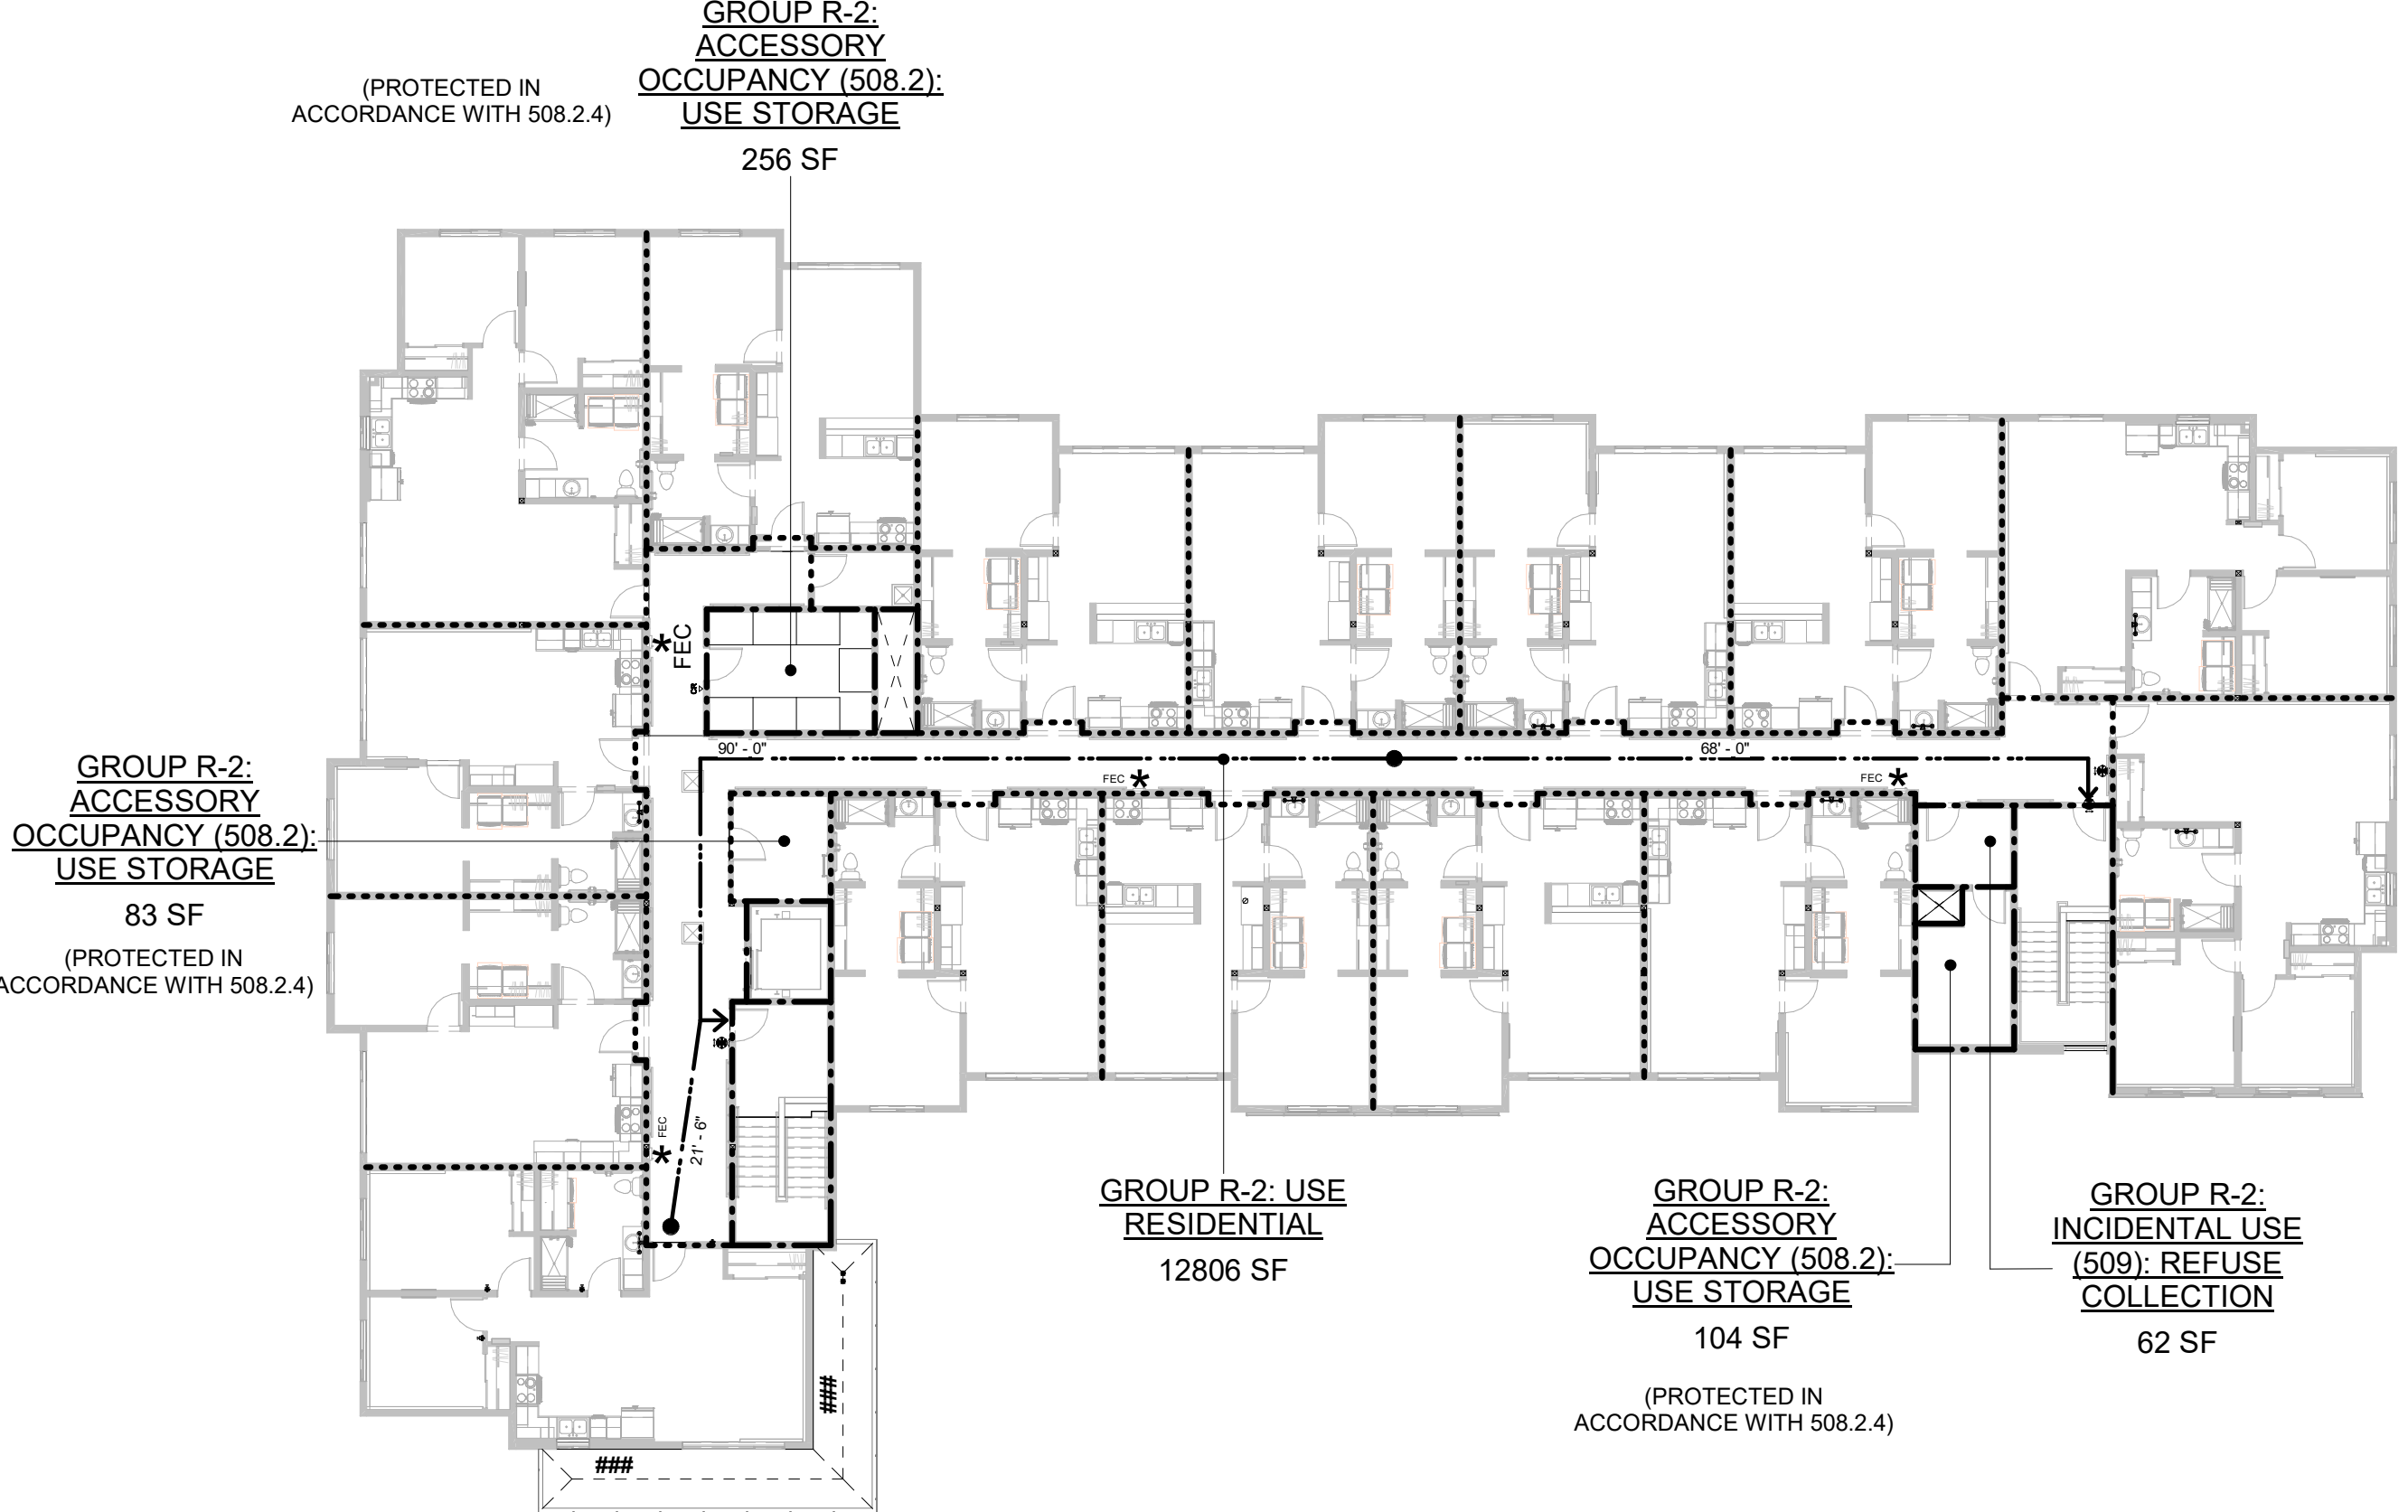 GROUP R-2:
ACCESSORY
OCCUPANCY (508.2):
USE STORAGE
256 SF
(PROTECTED IN
ACCORDANCE WITH 508.2.4)
FEC
90' - 0"
68' - 0"
FEC
FEC
GROUP R-2:
ACCESSORY
OCCUPANCY (508.2):
USE STORAGE
83 SF
(PROTECTED IN
ACCORDANCE WITH 508.2.4)
FEC
21' - 6"
GROUP R-2: USE
RESIDENTIAL
12806 SF
GROUP R-2:
ACCESSORY
OCCUPANCY (508.2):
USE STORAGE
104 SF
(PROTECTED IN
ACCORDANCE WITH 508.2.4)
GROUP R-2:
INCIDENTAL USE
(509): REFUSE
COLLECTION
62 SF
###
###